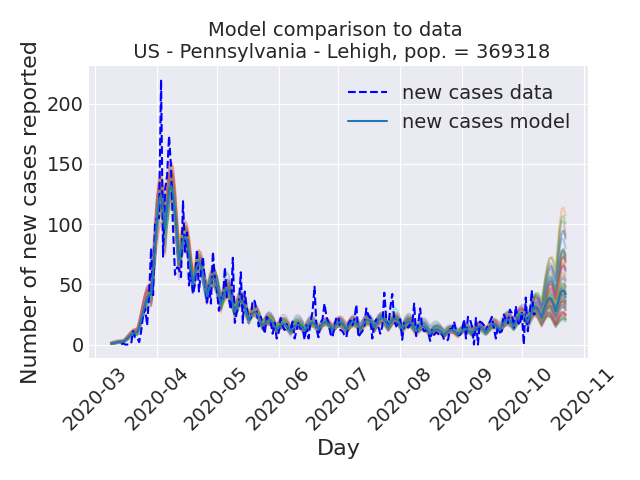 Model comparison to data
US - Pennsylvania - Lehigh, pop. = 369318
Number of new cases reported
200
150
100
50
0
new cases data
new cases model
2020-03
2020-04
2020-05
2020-06
2020-07
2020-08
2020-09
2020-10
2020-11
Day